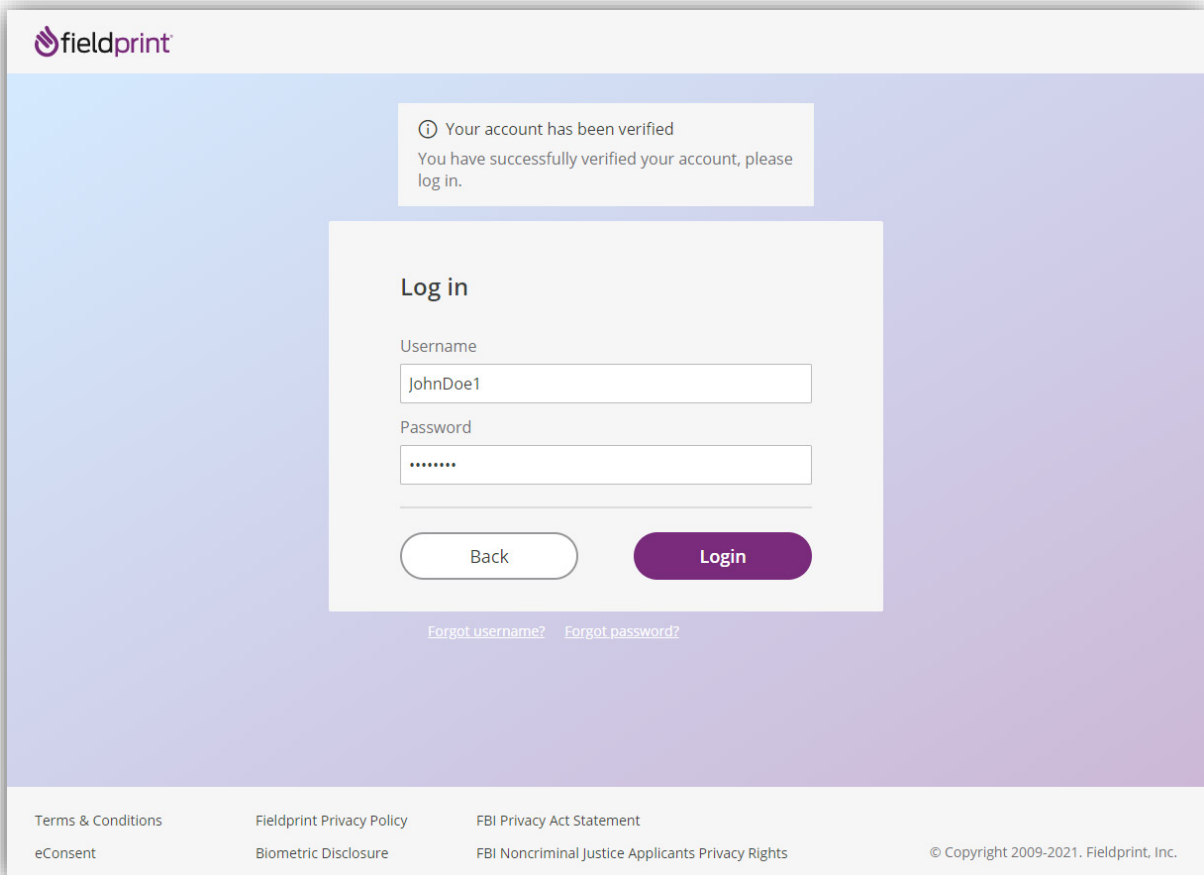 fieldprint
Your account has been verified
You have successfully verified your account, please
log in.
Log in
Username
JohnDoe1
Password
••••••••
Back
Login
Forgot username? Forgot password?
Terms & Conditions
Fieldprint Privacy Policy
FBI Privacy Act Statement
eConsent
Biometric Disclosure
FBI Noncriminal Justice Applicants Privacy Rights
© Copyright 2009-2021. Fieldprint, Inc.